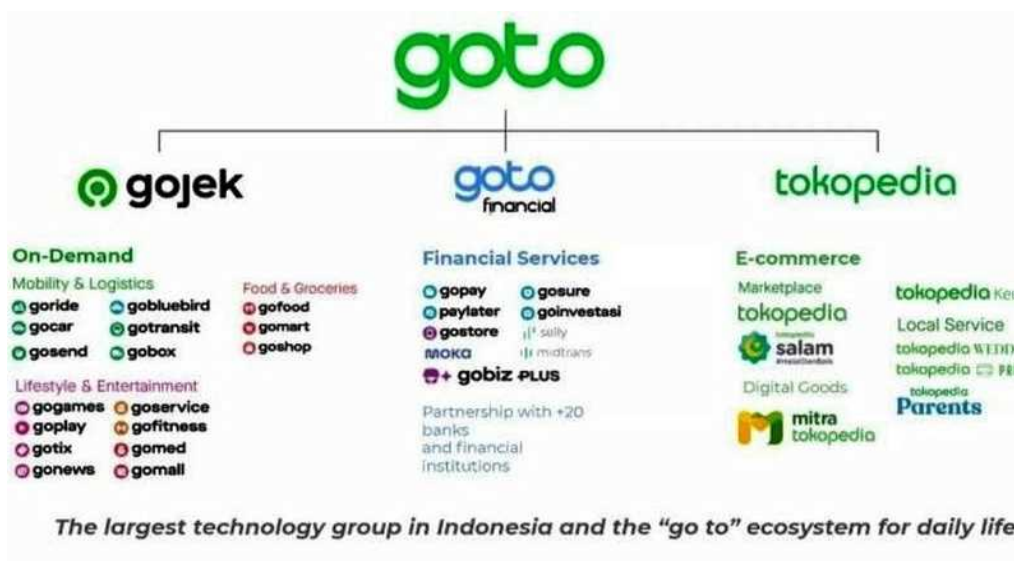 goto
gojek
goto
financial
tokopedia
On-Demand
Mobility & Logistics
goride
gobluebird
gocar
gotransit
gosend
gobox
Food & Groceries
gofood
gomart
goshop
Lifestyle & Entertainment
gogames
goservice
goplay
gofitness
gotix
gomed
gonews
gomall
Financial Services
gopay
gosure
paylater
goinvestasi
gostore
selly
MOKA
midtrans
+ gobiz PLUS
Partnership with +20
banks
and financial
institutions
E-commerce
Marketplace
tokopedia
tokopedia
salam
Digital Goods
mitra
tokopedia
tokopedia
Local Service
tokopedia
tokopedia
tokopedia
Parents
The largest technology group in Indonesia and the “go to” ecosystem for daily life